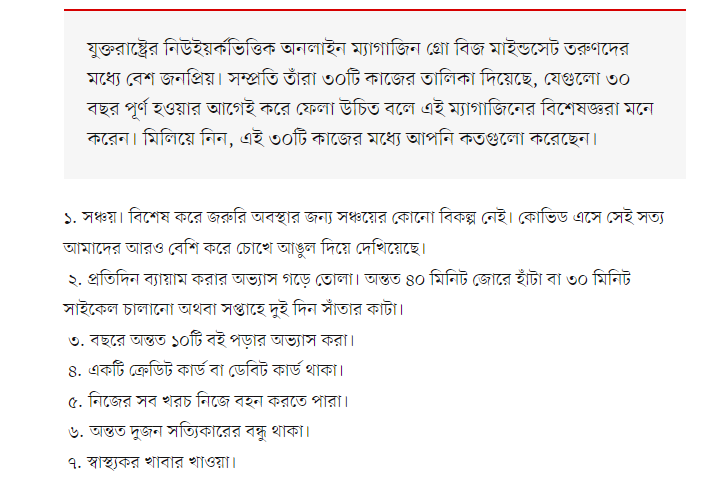 যুক্তরাষ্ট্রের নিউইয়র্কভিত্তিক অনলাইন ম্যাগাজিন গ্রো বিজ মাইন্ডসেট তরুণদের
মধ্যে বেশ জনপ্রিয়। সম্প্রতি তাঁরা ৩০টি কাজের তালিকা দিয়েছে, যেগুলো ৩০
বছর পূর্ণ হওয়ার আগেই করে ফেলা উচিত বলে এই ম্যাগাজিনের বিশেষজ্ঞরা মনে
করেন। মিলিয়ে নিন, এই ৩০টি কাজের মধ্যে আপনি কতগুলো করেছেন।
১. সঞ্চয়। বিশেষ করে জরুরি অবস্থার জন্য সঞ্চয়ের কোনো বিকল্প নেই। কোভিড এসে সেই সত্য
আমাদের আরও বেশি করে চোখে আঙুল দিয়ে দেখিয়েছে।
২. প্রতিদিন ব্যায়াম করার অভ্যাস গড়ে তোলা। অন্তত ৪০ মিনিট জোরে হাঁটা বা ৩০ মিনিট
সাইকেল চালানো অথবা সপ্তাহে দুই দিন সাঁতার কাটা।
৩. বছরে অন্তত ১০টি বই পড়ার অভ্যাস করা।
৪. একটি ক্রেডিট কার্ড বা ডেবিট কার্ড থাকা।
৫. নিজের সব খরচ নিজে বহন করতে পারা।
৬. অন্তত দুজন সত্যিকারের বন্ধু থাকা।
৭. স্বাস্থ্যকর খাবার খাওয়া।